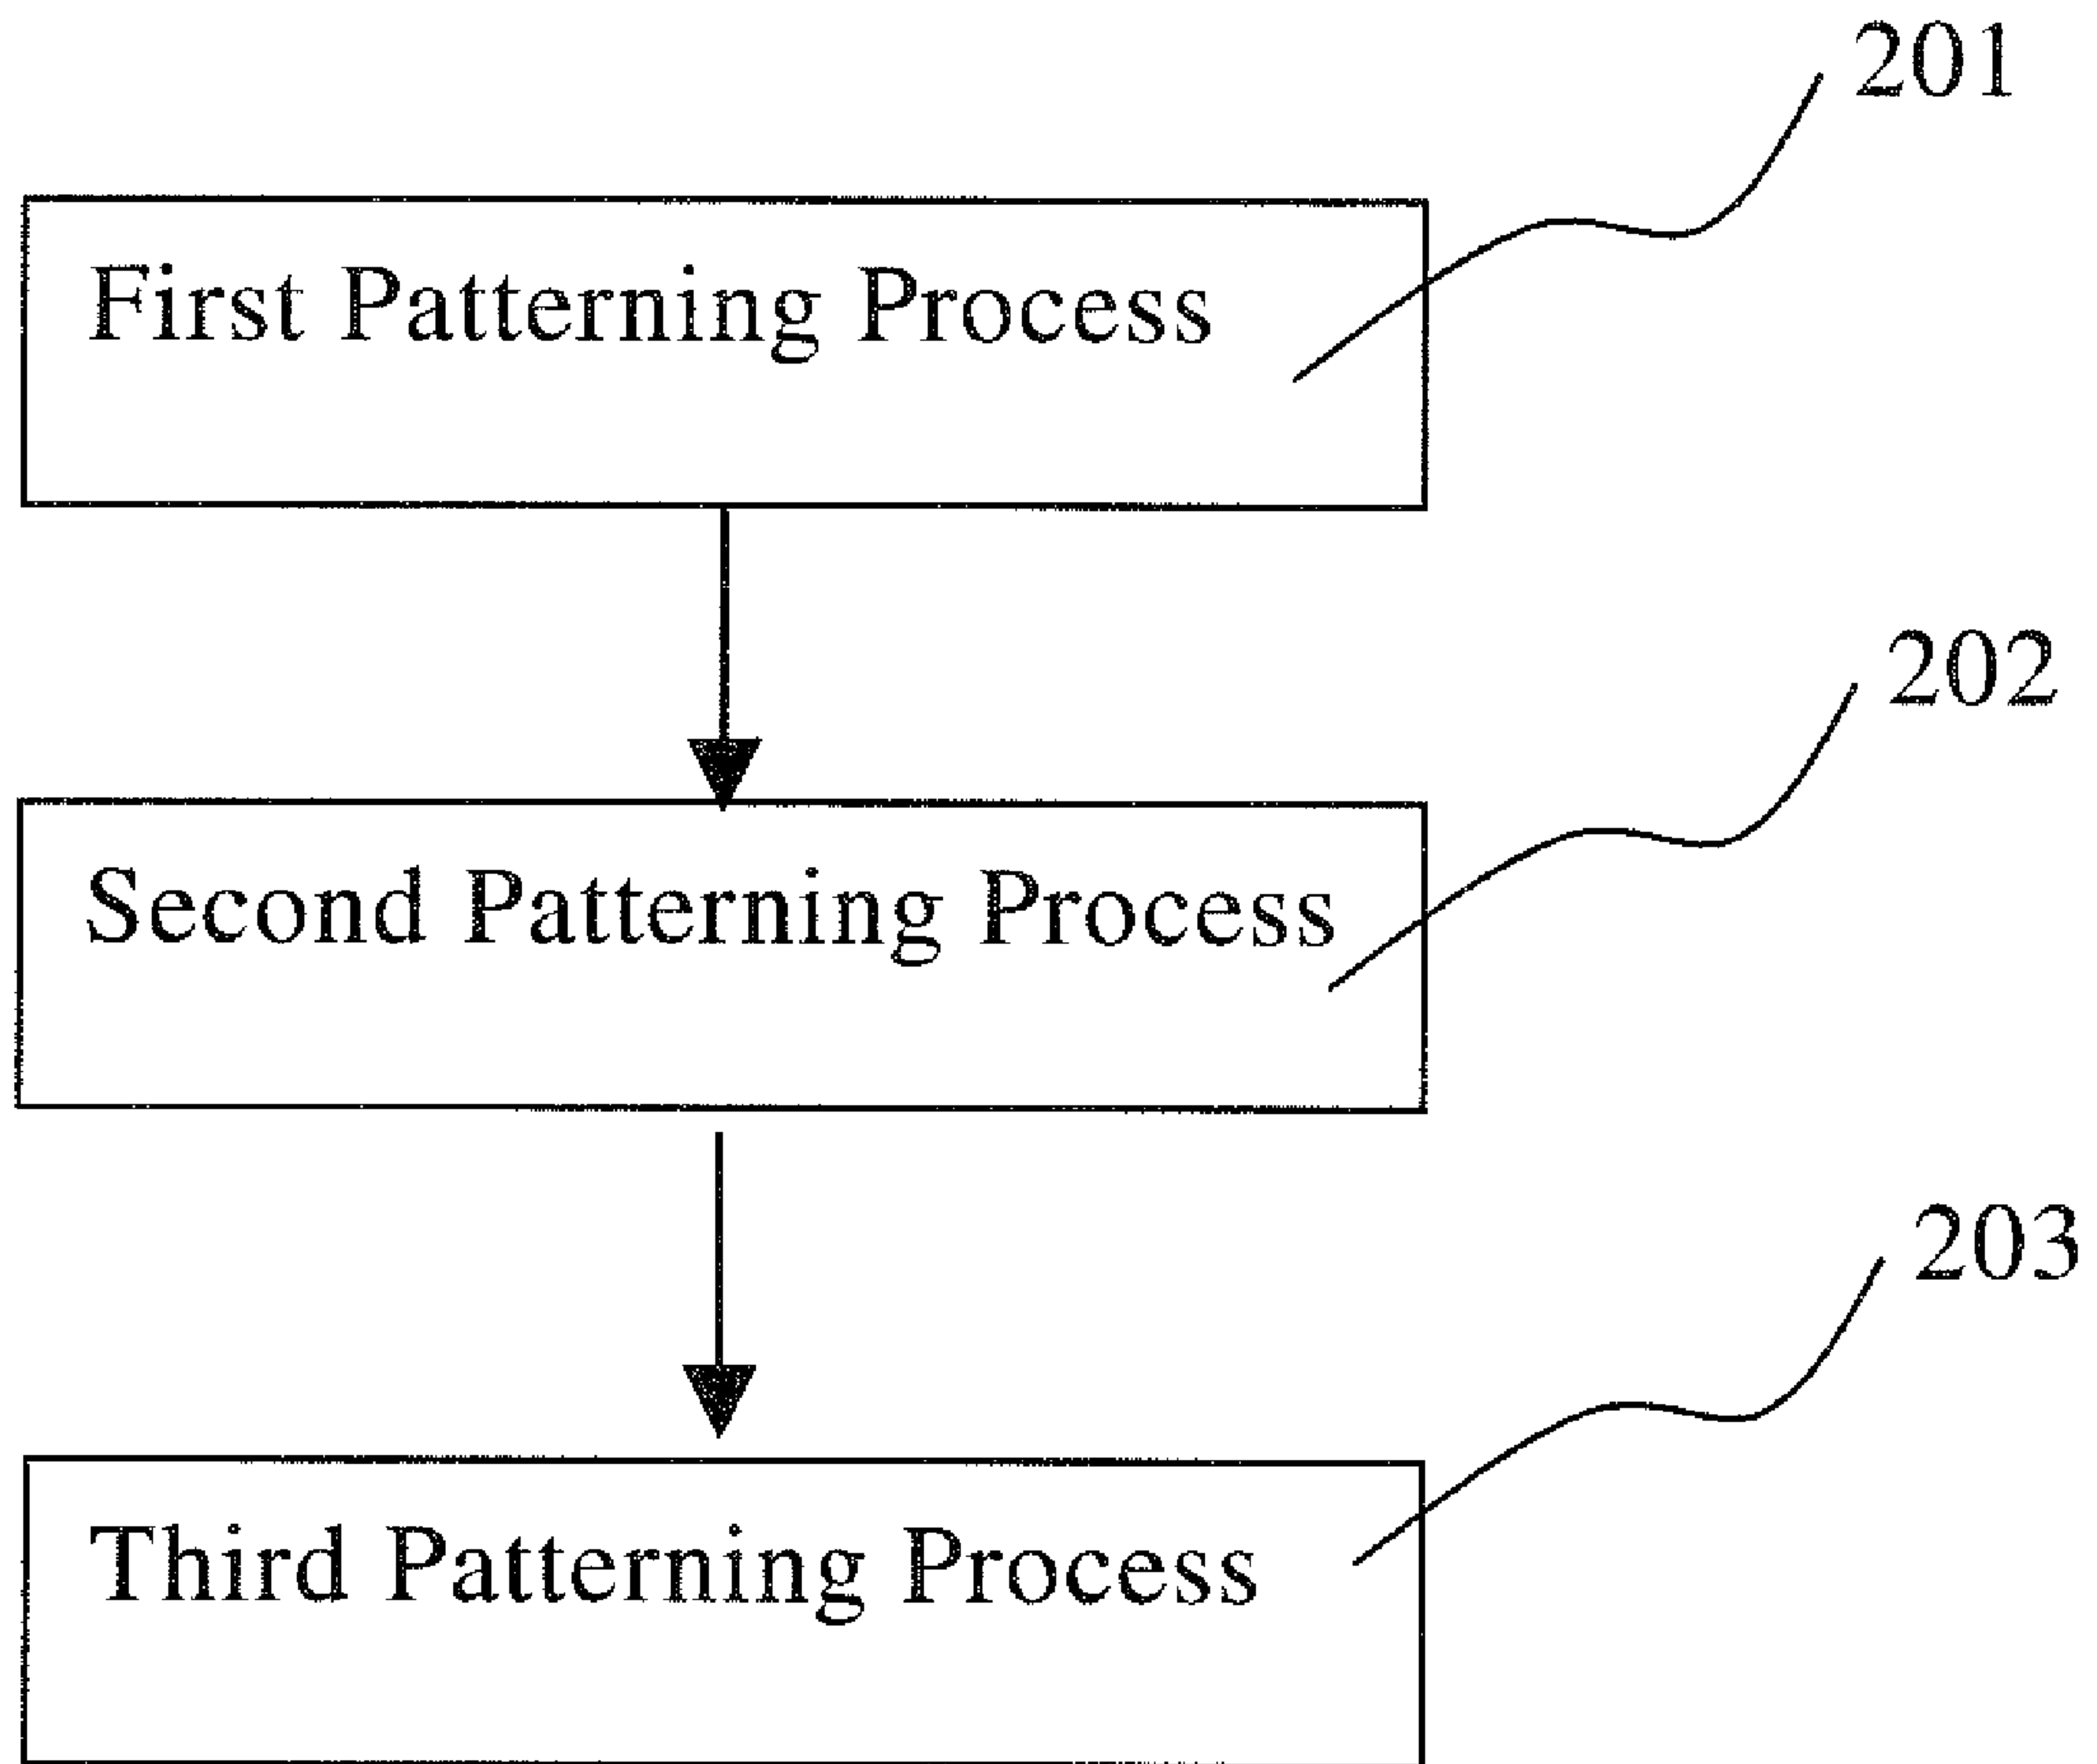 201
First Patterning Process
202
Second Patterning Process
203
Third Patterning Process